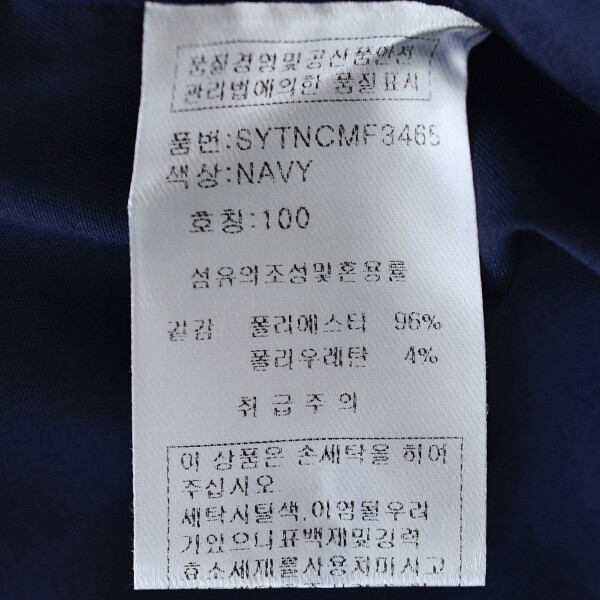 품질경영및공산품안전
관리법에의한 품질표시
품번:SYTNCMF3465
색상:NAVY
호칭:100
섬유의조성및혼용률
겉감 폴리에스터 96%
폴리우레탄 4%
취급주의
이 상품은 손세탁을 하여
주십시오.
세탁시탈색,이염될우려
가있으니표백제및강력
효소세제를사용치마시고